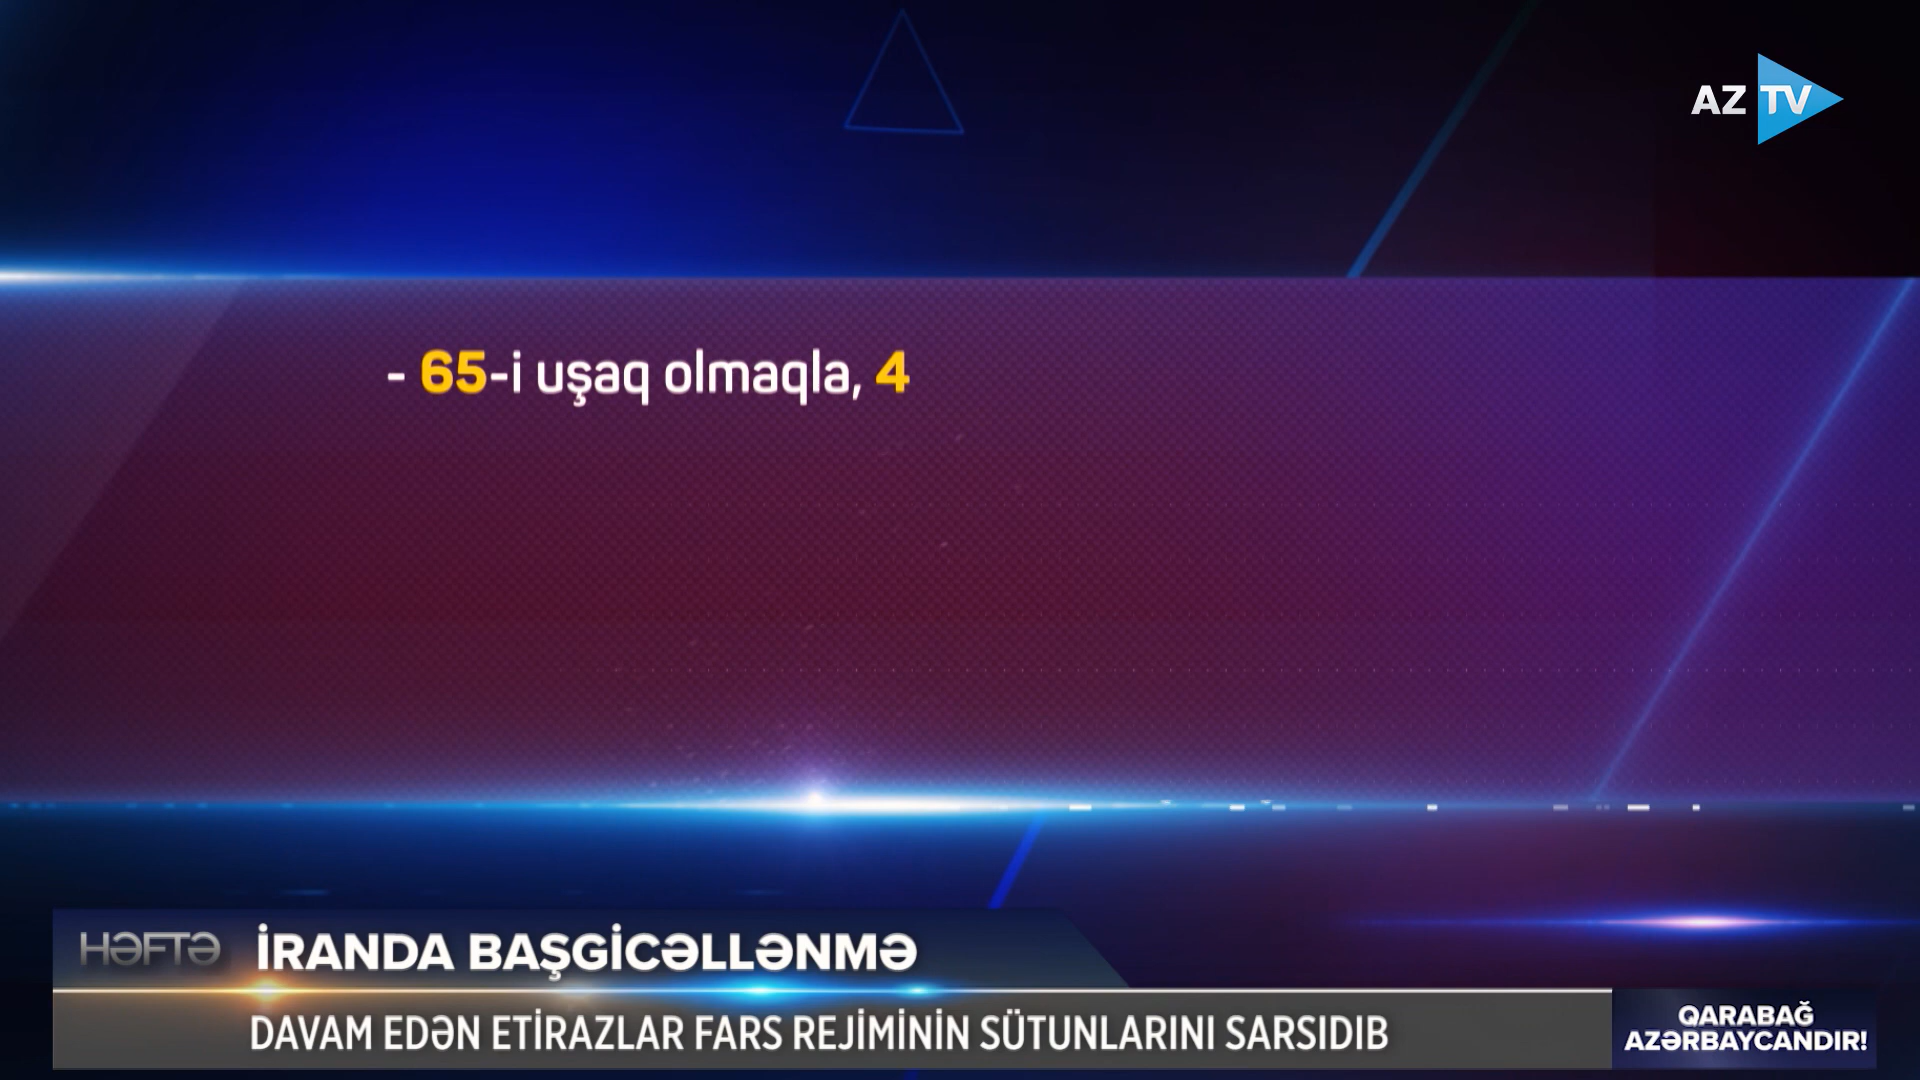 AZ TV
- 65-i uşaq olmaqla, 4
HƏFTƏ
İRANDA BAŞGİCƏLLƏNMƏ
DAVAM EDƏN ETİRAZLAR FARS REJİMİNİN SÜTUNLARINI SARSIDIB
QARABAĞ
AZƏRBAYCANDIR!